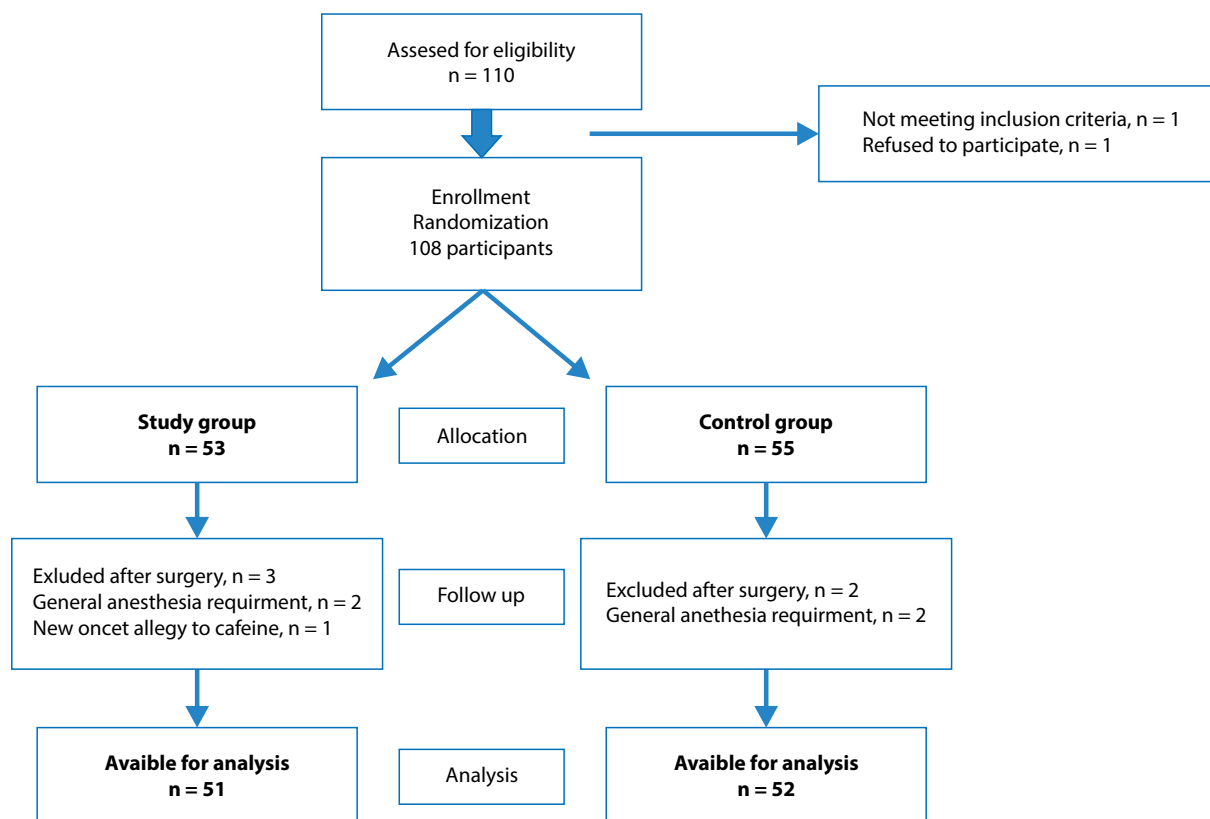 Assesed for eligibility
n = 110
Not meeting inclusion criteria, n = 1
Refused to participate, n = 1
Enrollment
Randomization
108 participants
Study group
n = 53
Allocation
Control group
n = 55
Exluded after surgery, n = 3
General anesthesia requirment, n = 2
New oncet allegy to cafeine, n = 1
Follow up
Excluded after surgery, n = 2
General anethesia requirment, n = 2
Avaible for analysis
n = 51
Analysis
Avaible for analysis
n = 52